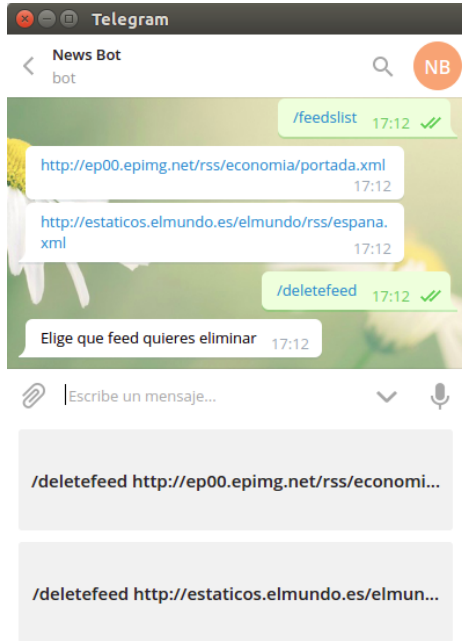 Telegram
News Bot
bot
NB
/feedslist 17:12
http://ep00.epimg.net/rss/economia/portada.xml
17:12
http://estaticos.elmundo.es/elmundo/rss/espana.
xml 17:12
/deletefeed 17:12
Elige que feed quieres eliminar 17:12
Escribe un mensaje...
/deletefeed http://ep00.epimg.net/rss/economi...
/deletefeed http://estaticos.elmundo.es/elmun...